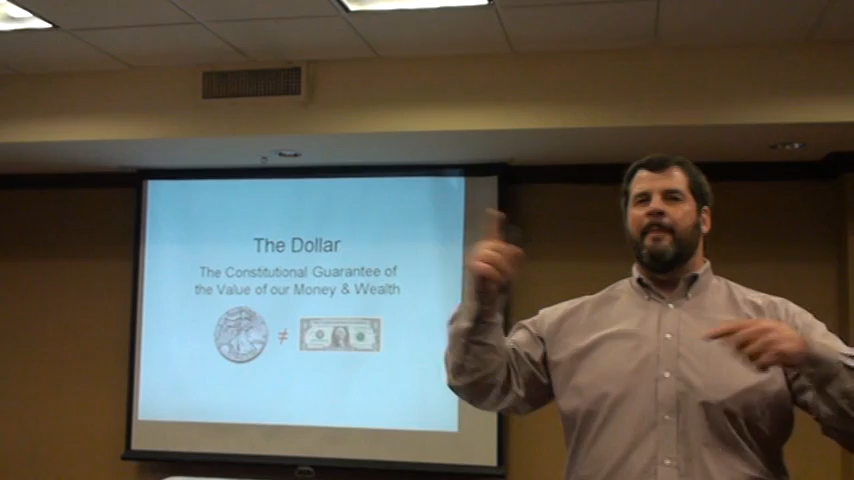 The Dollar
The Constitutional Guarantee of
the Value of our Money & Wealth
≠